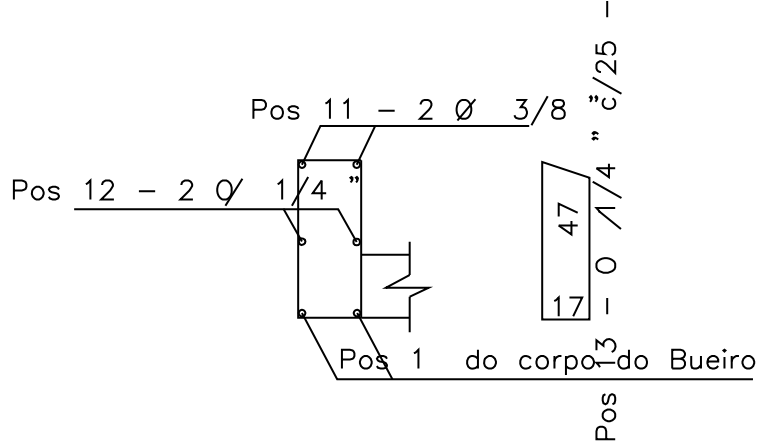 Pos 11 - 2 Ø 3/8 "
Pos 12 - 2 Ø 1/4 "
47
17
Pos 1 do corpo do Bueiro
Pos 13 - Ø 1/4 " c/25 -